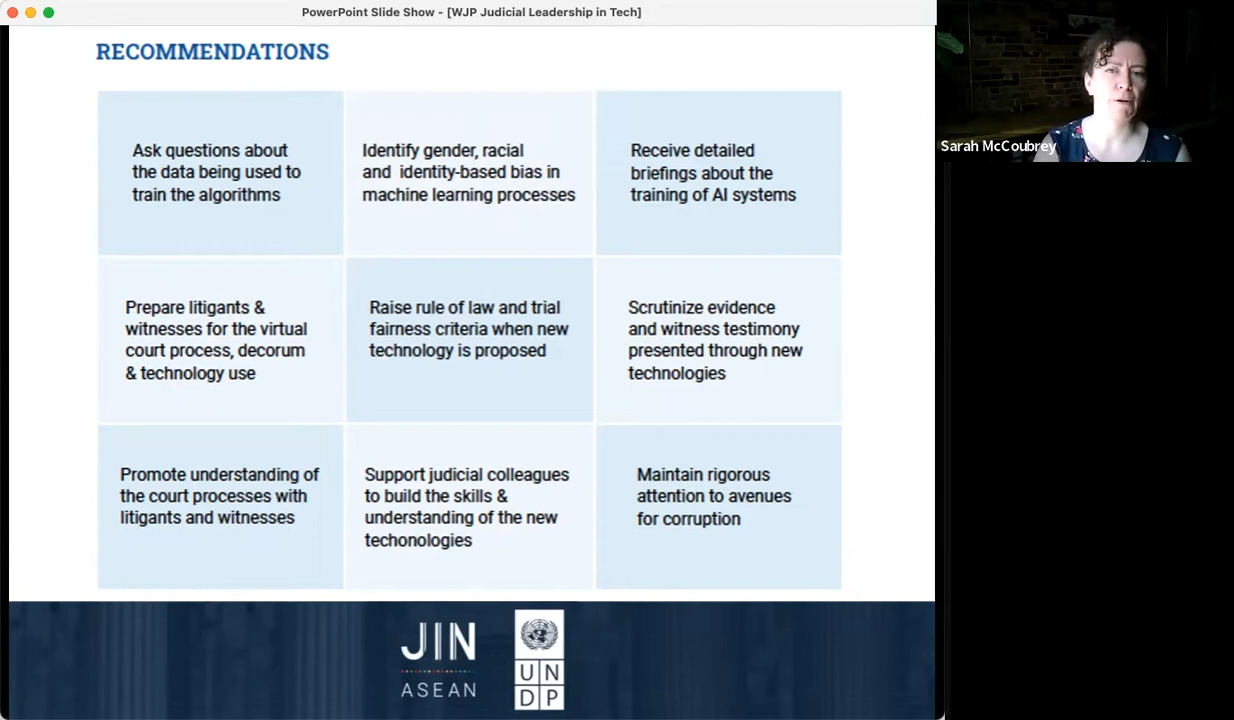 PowerPoint Slide Show - [WJP Judicial Leadership in Tech]
RECOMMENDATIONS
Ask questions about
the data being used to
train the algorithms
Identify gender, racial
and identity-based bias in
machine learning processes
Receive detailed
briefings about the
training of AI systems
Prepare litigants &
witnesses for the virtual
court process, decorum
& technology use
Raise rule of law and trial
fairness criteria when new
technology is proposed
Scrutinize evidence
and witness testimony
presented through new
technologies
Promote understanding of
the court processes with
litigants and witnesses
Support judicial colleagues
to build the skills &
understanding of the new
techonologies
Maintain rigorous
attention to avenues
for corruption
JIN
ASEAN
UN
DP
Sarah McCoubrey